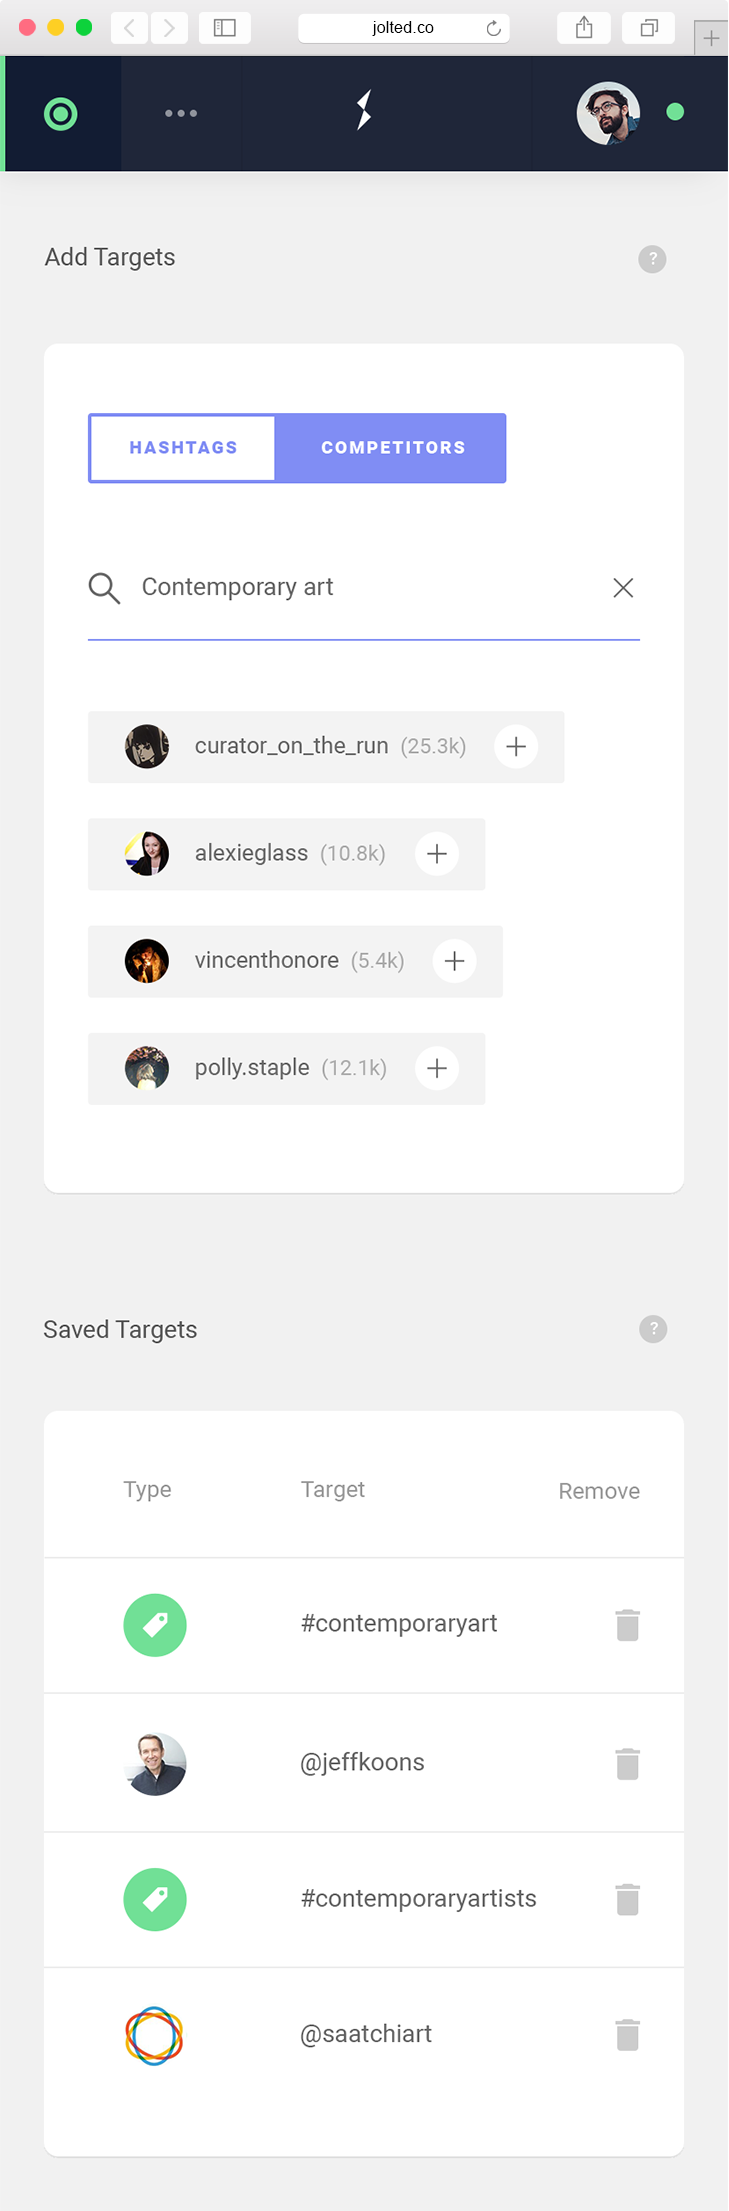 jolted.co
Add Targets
?
HASHTAGS COMPETITORS
Contemporary art
curator_on_the_run (25.3k)
alexieglass (10.8k)
vincenthonore (5.4k)
polly.staple (12.1k)
Saved Targets
?
Type Target Remove
#contemporaryart
@jeffkoons
#contemporaryartists
@saatchiart